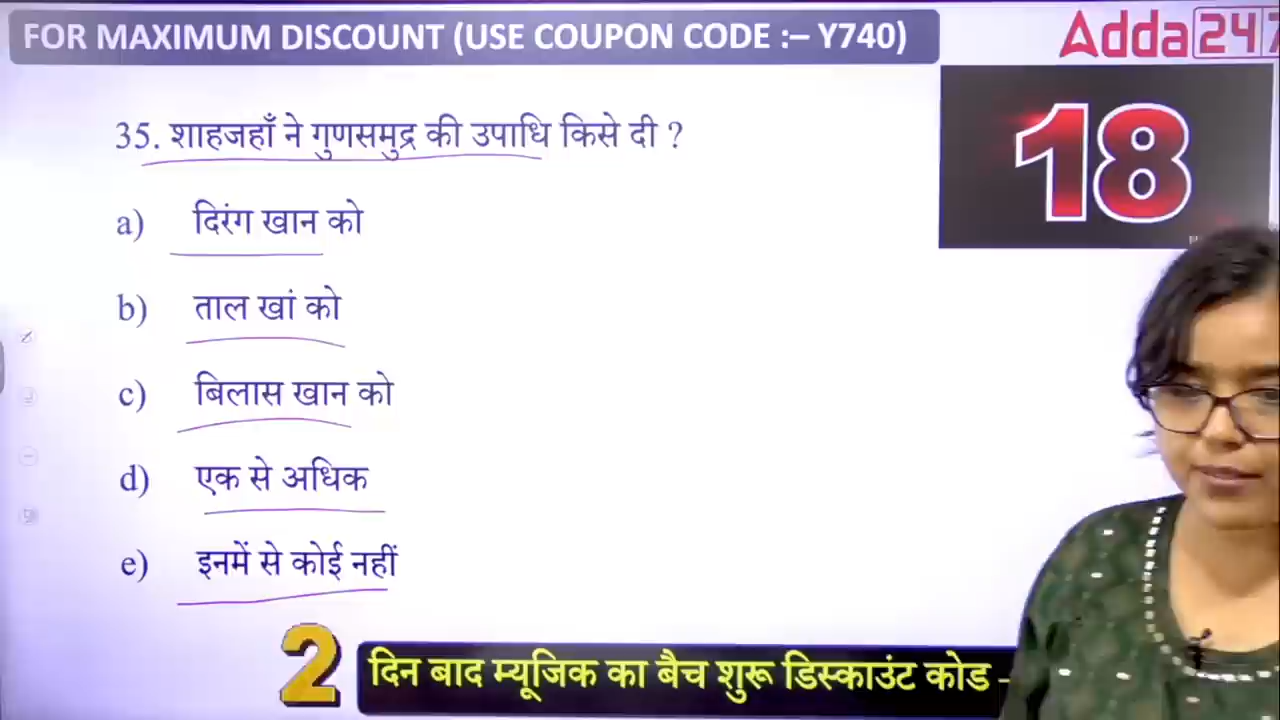 FOR MAXIMUM DISCOUNT (USE COUPON CODE :– Y740)
Adda247
18
35. शाहजहाँ ने गुणसमुद्र की उपाधि किसे दी ?
a) दिरंग खान को
b) ताल खां को
c) बिलास खान को
d) एक से अधिक
e) इनमें से कोई नहीं
2 दिन बाद म्यूजिक का बैच शुरू डिस्काउंट कोड -